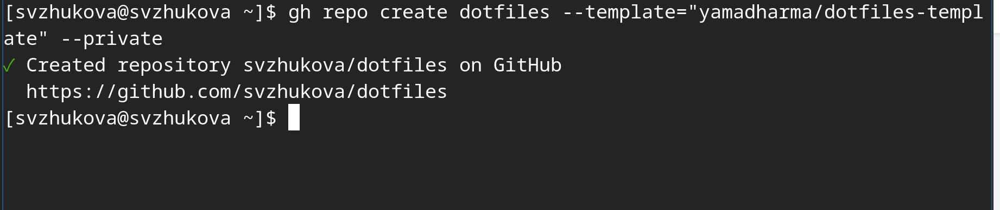 [svzhukova@svzhukova ~]$ gh repo create dotfiles --template="yamadharma/dotfiles-templ
ate" --private
✓ Created repository svzhukova/dotfiles on GitHub
  https://github.com/svzhukova/dotfiles
[svzhukova@svzhukova ~]$